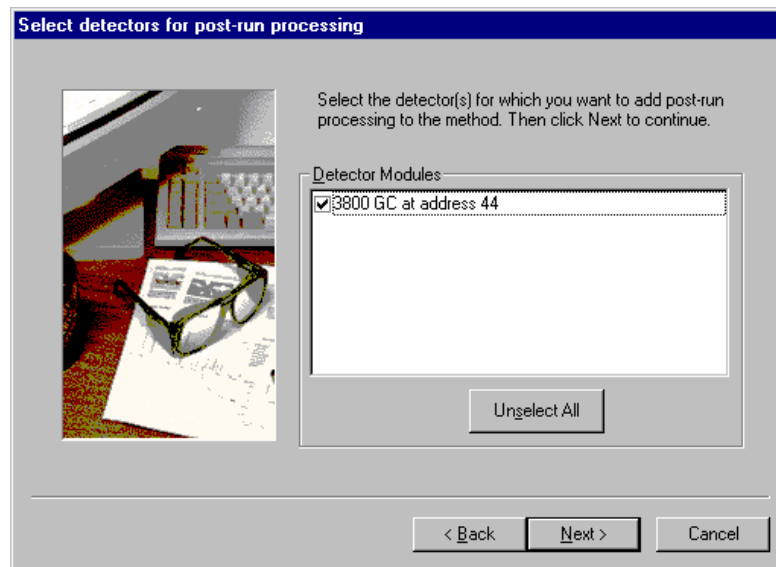 Select detectors for post-run processing
Select the detector(s) for which you want to add post-run
processing to the method. Then click Next to continue.
Detector Modules
3800 GC at address 44
Unselect All
< Back
Next >
Cancel